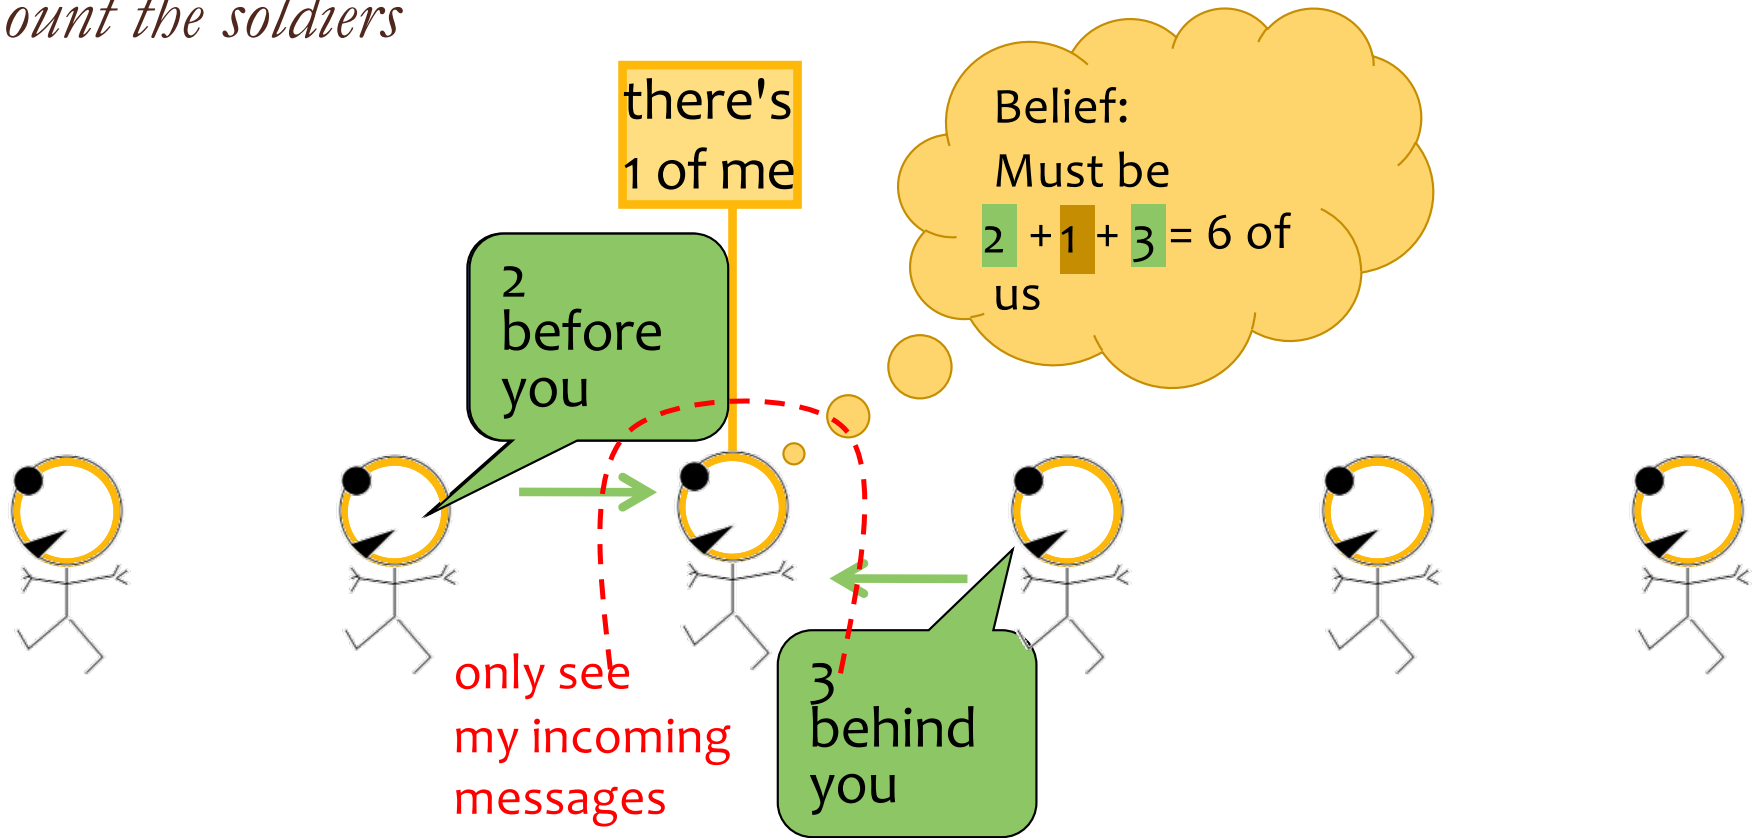 ount the soldiers
there's
1 of me
Belief:
Must be
2 + 1 + 3 = 6 of
us
2
before
you
only see
my incoming
messages
3
behind
you